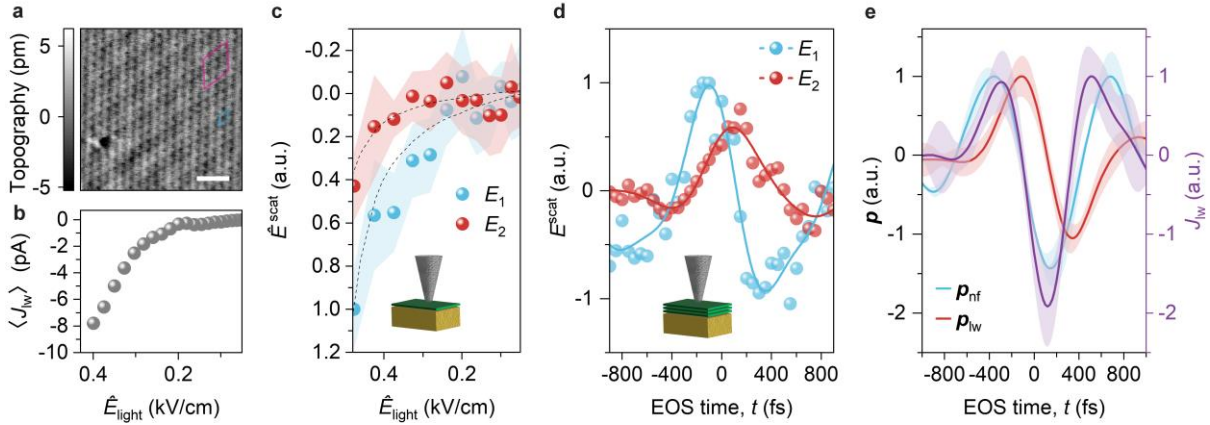 a
b
c
d
e
5
0
-5
Topography (pm)
0
-2
-4
-6
-8
-10
⟨J_lw⟩ (pA)
0.4
0.2
Ê_light (kV/cm)
-0.2
0.0
0.2
0.4
0.6
0.8
1.0
1.2
Ê^scat (a.u.)
E_1
E_2
0.4
0.2
Ê_light (kV/cm)
1
0
-1
E^scat (a.u.)
E_1
E_2
-800
-400
0
400
800
EOS time, t (fs)
1
0
-1
-2
p (a.u.)
p_nf
p_lw
-800
-400
0
400
800
EOS time, t (fs)
1
0
-1
-2
J_lw (a.u.)